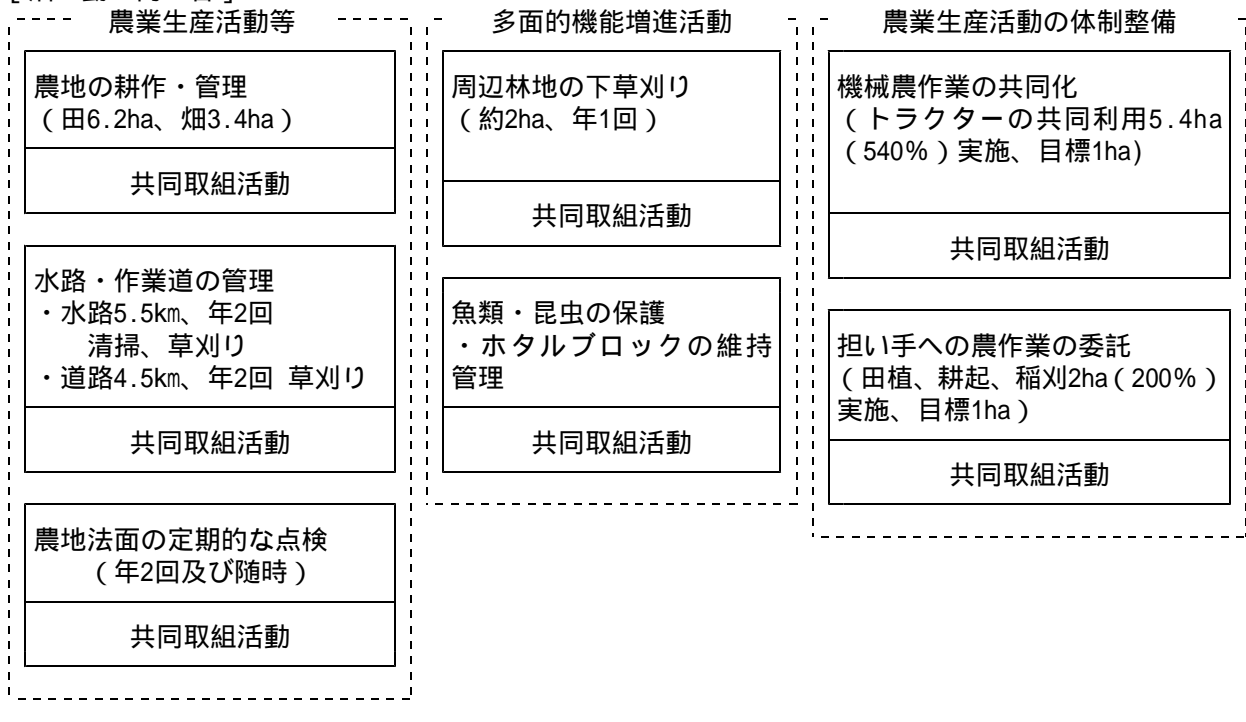 農業生産活動等
農地の耕作・管理
（田6.2ha、畑3.4ha）
共同取組活動
水路・作業道の管理
・水路5.5㎞、年2回
清掃、草刈り
・道路4.5㎞、年2回 草刈り
共同取組活動
農地法面の定期的な点検
（年2回及び随時）
共同取組活動
多面的機能増進活動
周辺林地の下草刈り
（約2ha、年1回）
共同取組活動
魚類・昆虫の保護
・ホタルブロックの維持
管理
共同取組活動
農業生産活動の体制整備
機械農作業の共同化
（トラクターの共同利用5.4ha
（540％）実施、目標1ha)
共同取組活動
担い手への農作業の委託
（田植、耕起、稲刈2ha（200％）
実施、目標1ha）
共同取組活動